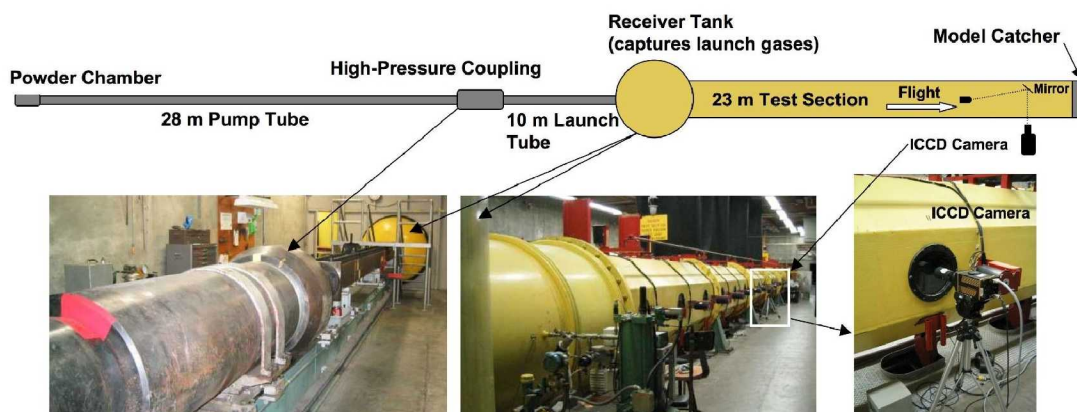 Receiver Tank
(captures launch gases)
Model Catcher
High-Pressure Coupling
Powder Chamber
28 m Pump Tube
10 m Launch
Tube
23 m Test Section
Flight
Mirror
ICCD Camera
ICCD Camera